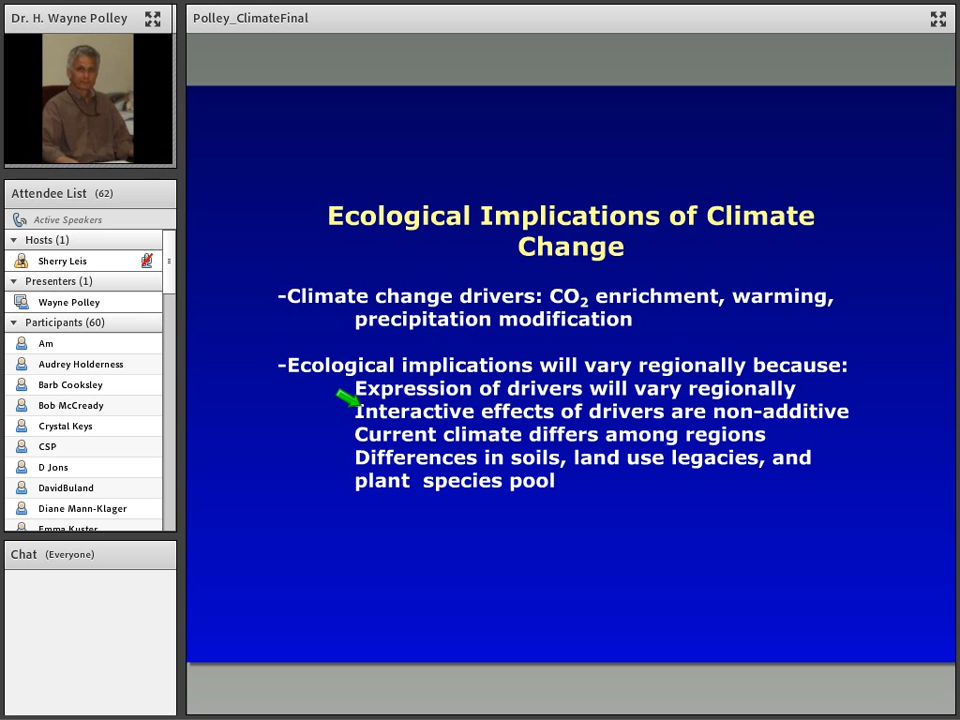 Dr. H. Wayne Polley
Polley_ClimateFinal
Attendee List (62)
Active Speakers
Hosts (1)
Sherry Leis
Presenters (1)
Wayne Polley
Participants (60)
Am
Audrey Holderness
Barb Cooksley
Bob McCready
Crystal Keys
CSP
D Jons
DavidBuland
Diane Mann-Klager
Emma Kuster
Chat (Everyone)
Ecological Implications of Climate
Change
-Climate change drivers: CO2 enrichment, warming,
precipitation modification
-Ecological implications will vary regionally because:
Expression of drivers will vary regionally
Interactive effects of drivers are non-additive
Current climate differs among regions
Differences in soils, land use legacies, and
plant species pool